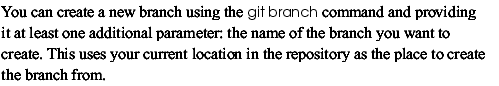 You can create a new branch using the git branch command and providing
it at least one additional parameter: the name of the branch you want to
create. This uses your current location in the repository as the place to create
the branch from.